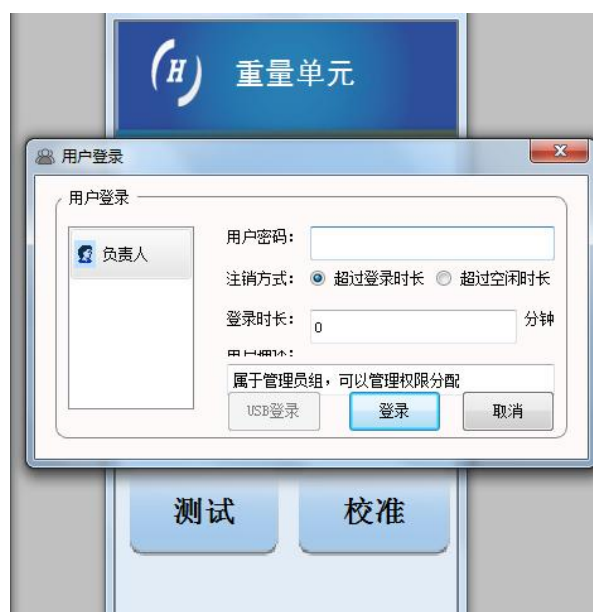 H
重量单元
用户登录
用户登录
负责人
用户密码:
注销方式: 超过登录时长 超过空闲时长
登录时长: 0 分钟
属于管理员组，可以管理权限分配
USB登录 登录 取消
测试 校准